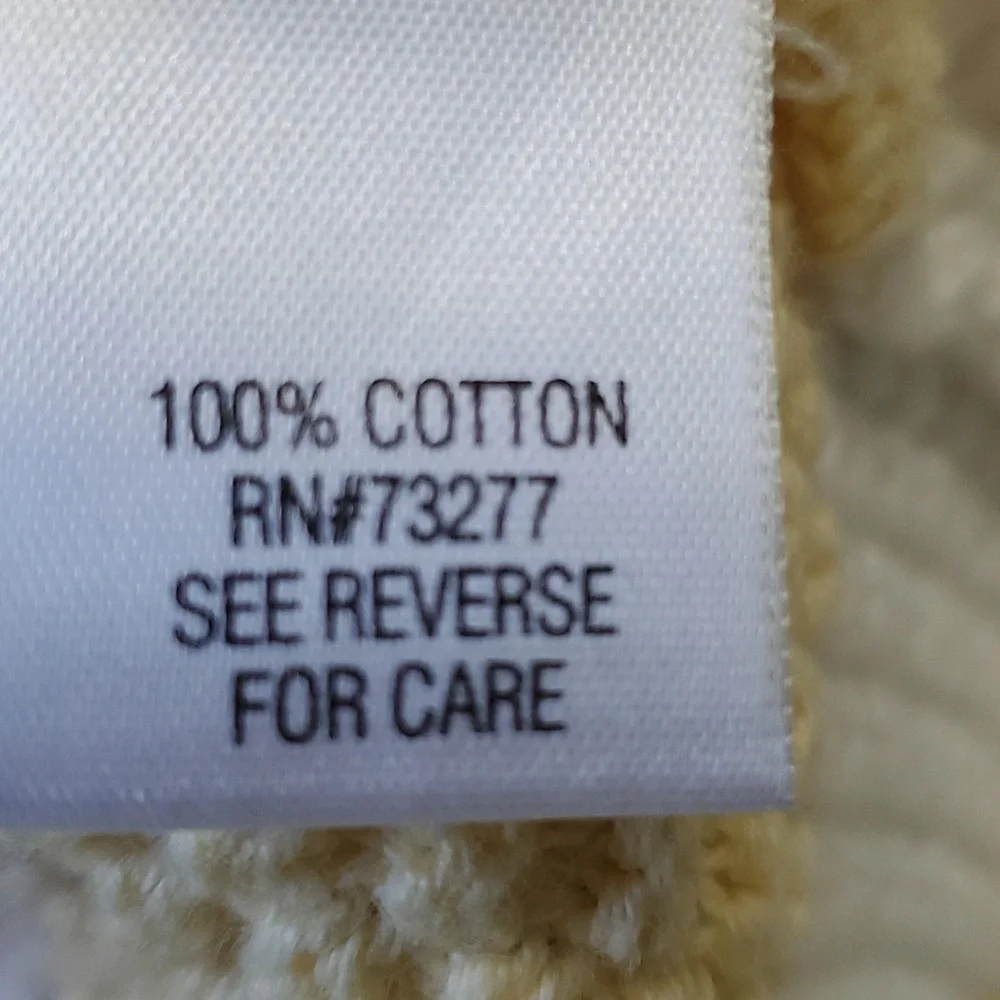 100% COTTON
RN#73277
SEE REVERSE
FOR CARE